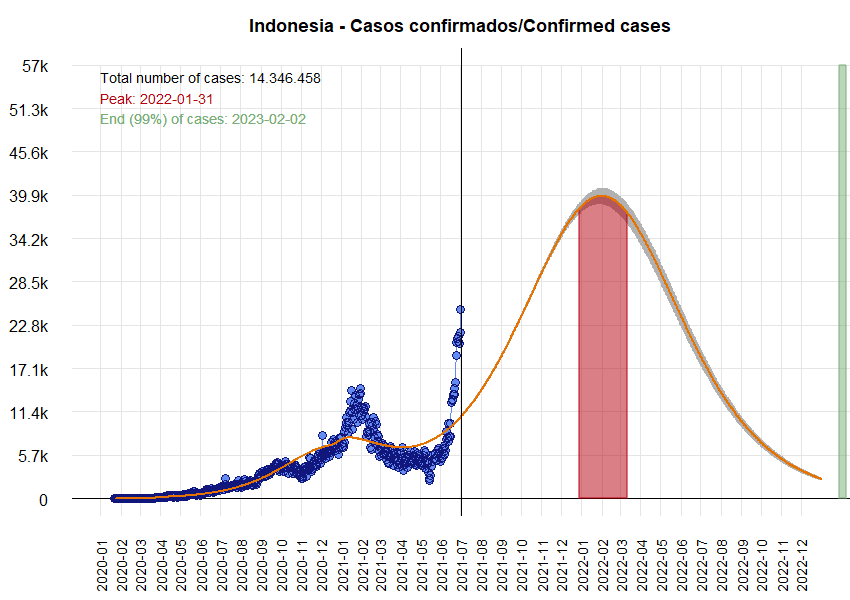 Indonesia - Casos confirmados/Confirmed cases
57k
Total number of cases: 14.346.458
Peak: 2022-01-31
51.3k
End (99%) of cases: 2023-02-02
45.6k
39.9k
34.2k
28.5k
22.8k
17.1k
11.4k
5.7k
0
2020-01
2020-02
2020-03
2020-04
2020-05
2020-06
2020-07
2020-08
2020-09
2020-10
2020-11
2020-12
2021-01
2021-02
2021-03
2021-04
2021-05
2021-06
2021-07
2021-08
2021-09
2021-10
2021-11
2021-12
2022-01
2022-02
2022-03
2022-04
2022-05
2022-06
2022-07
2022-08
2022-09
2022-10
2022-11
2022-12